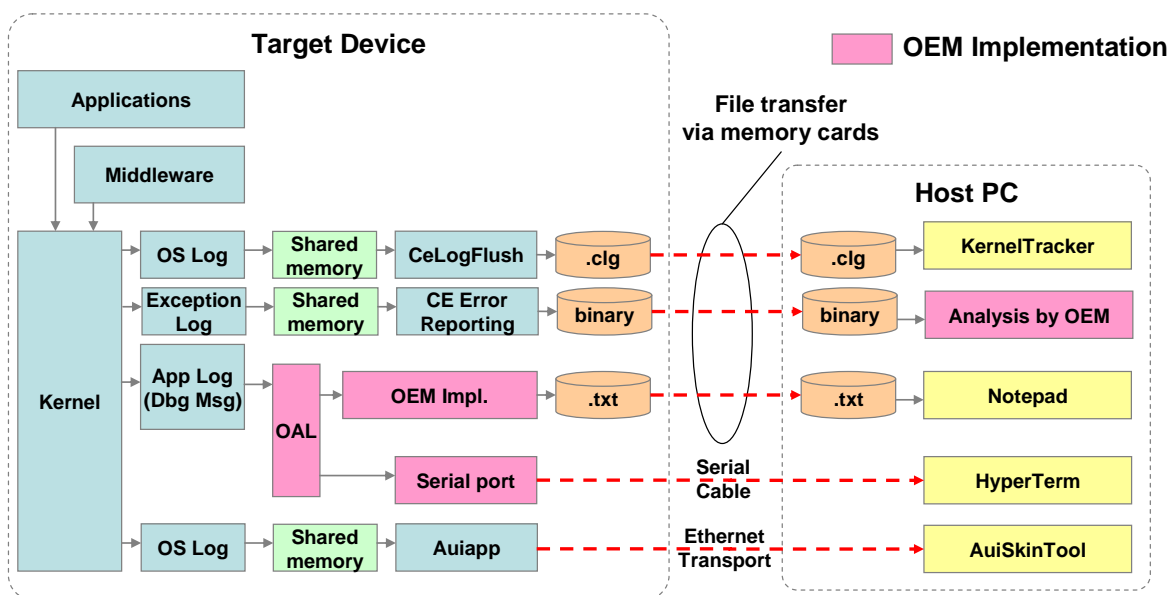 Target Device
OEM Implementation
Applications
File transfer
via memory cards
Middleware
Host PC
OS Log
Shared
memory
CeLogFlush
.clg
.clg
KernelTracker
Exception
Log
Shared
memory
CE Error
Reporting
binary
binary
Analysis by OEM
Kernel
App Log
(Dbg Msg)
OAL
OEM Impl.
.txt
.txt
Notepad
Serial port
Serial
Cable
HyperTerm
OS Log
Shared
memory
Auiapp
Ethernet
Transport
AuiSkinTool